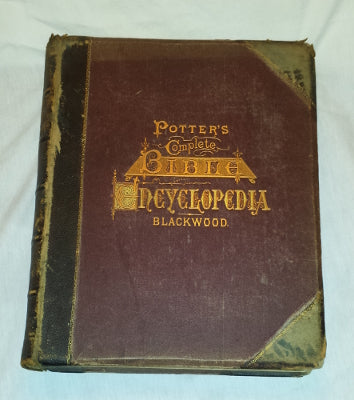 POTTER'S
Complete
BIBLE
ENCYCLOPEDIA
BLACKWOOD.